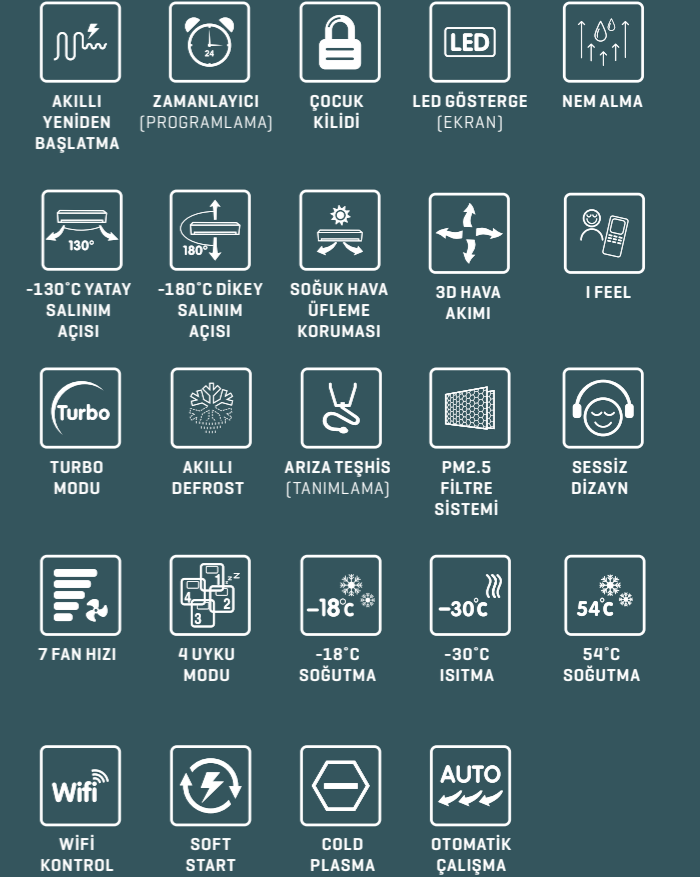 24
LED
AKILLI
YENİDEN
BAŞLATMA
ZAMANLAYICI
(PROGRAMLAMA)
ÇOCUK
KİLİDİ
LED GÖSTERGE
(EKRAN)
NEM ALMA
130°
180°
-130°C YATAY
SALINIM
AÇISI
-180°C DİKEY
SALINIM
AÇISI
SOĞUK HAVA
ÜFLEME
KORUMASI
3D HAVA
AKIMI
I FEEL
Turbo
TURBO
MODU
AKILLI
DEFROST
ARIZA TEŞHİS
(TANIMLAMA)
PM2.5
FİLTRE
SİSTEMİ
SESSİZ
DİZAYN
1
2
3
4
z z z
-18°c
-30°c
54°c
7 FAN HIZI
4 UYKU
MODU
-18°C
SOĞUTMA
-30°C
ISITMA
54°C
SOĞUTMA
Wifi
AUTO
WİFİ
KONTROL
SOFT
START
COLD
PLASMA
OTOMATİK
ÇALIŞMA